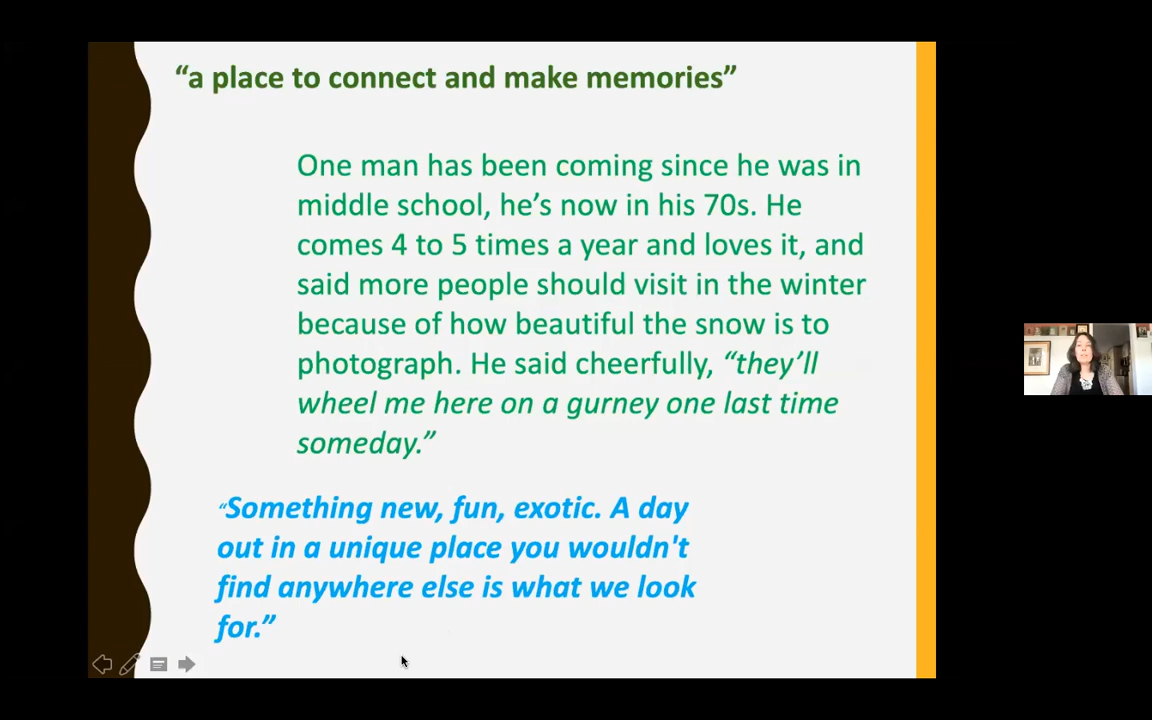 “a place to connect and make memories”
One man has been coming since he was in
middle school, he’s now in his 70s. He
comes 4 to 5 times a year and loves it, and
said more people should visit in the winter
because of how beautiful the snow is to
photograph. He said cheerfully, “they’ll
wheel me here on a gurney one last time
someday.”
“Something new, fun, exotic. A day
out in a unique place you wouldn't
find anywhere else is what we look
for.”